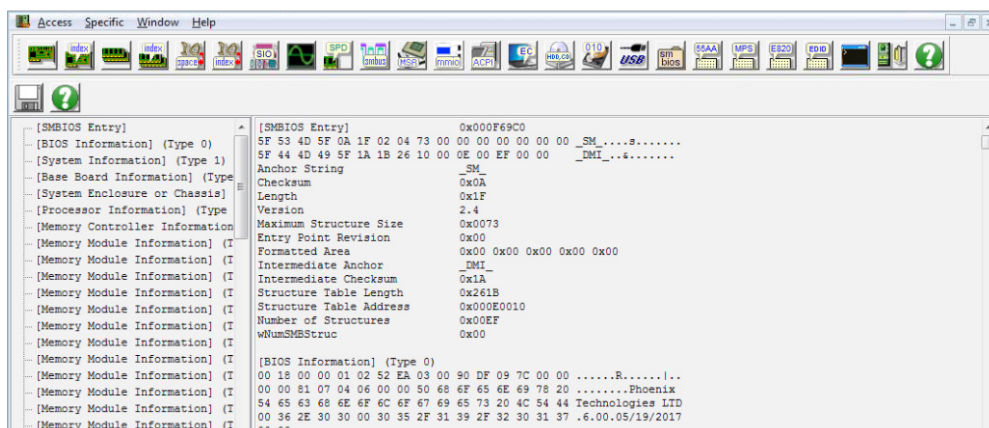 Access Specific Window Help
index
index
space
index
SIO
SPD
smbus
MSR
mmio
ACPI
EC
HDD,CD
010
USB
sm
bios
55AA
MPS
E820
EDID
[SMBIOS Entry]
[BIOS Information] (Type 0)
[System Information] (Type 1)
[Base Board Information] (Type
[System Enclosure or Chassis]
[Processor Information] (Type
[Memory Controller Information
[Memory Module Information] (T
[Memory Module Information] (T
[Memory Module Information] (T
[Memory Module Information] (T
[Memory Module Information] (T
[Memory Module Information] (T
[Memory Module Information] (T
[Memory Module Information] (T
[Memory Module Information] (T
[Memory Module Information] (T
[Memory Module Information] (T
[Memory Module Information] (T
[SMBIOS Entry] 0x000F69C0
5F 53 4D 5F 0A 1F 02 04 73 00 00 00 00 00 00 00 _SM_....s.......
5F 44 4D 49 5F 1A 1B 26 10 00 0E 00 EF 00 00 _DMI_..&.......
Anchor String _SM_
Checksum 0x0A
Length 0x1F
Version 2.4
Maximum Structure Size 0x0073
Entry Point Revision 0x00
Formatted Area 0x00 0x00 0x00 0x00 0x00
Intermediate Anchor _DMI_
Intermediate Checksum 0x1A
Structure Table Length 0x261B
Structure Table Address 0x000E0010
Number of Structures 0x00EF
wNumSMBStruc 0x00
[BIOS Information] (Type 0)
00 18 00 00 01 02 52 EA 03 00 90 DF 09 7C 00 00 ......R......|..
00 00 81 07 04 06 00 00 50 68 6F 65 6E 69 78 20 ........Phoenix
54 65 63 68 6E 6F 6C 6F 67 69 65 73 20 4C 54 44 Technologies LTD
00 36 2E 30 30 00 30 35 2F 31 39 2F 32 30 31 37 .6.00.05/19/2017